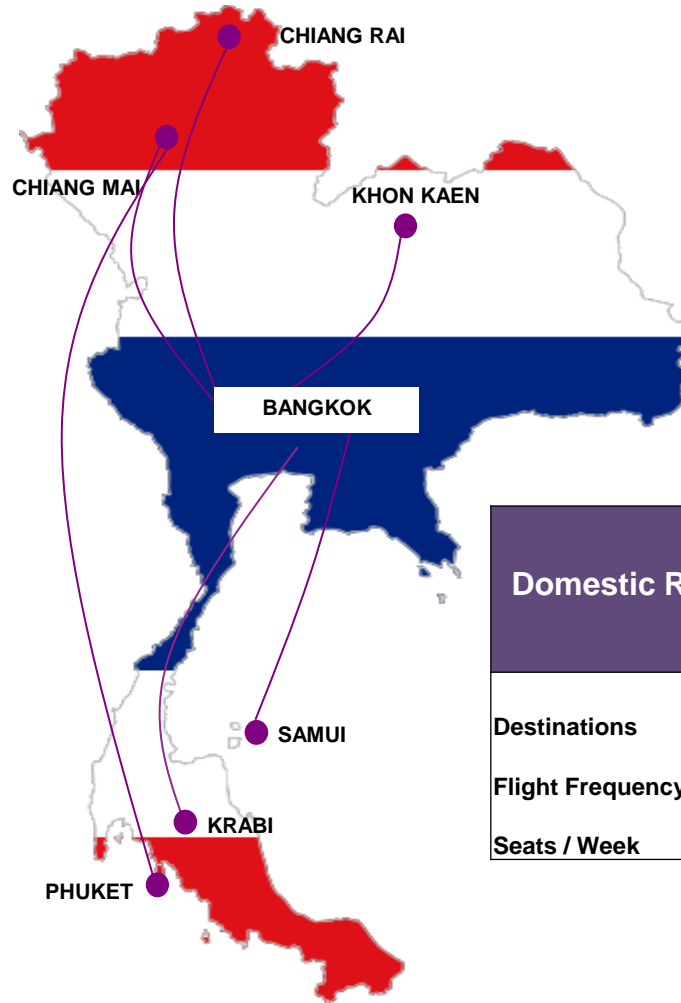 CHIANG RAI
CHIANG MAI
KHON KAEN
BANGKOK
Domestic R
Destinations
SAMUI
Flight Frequency
KRABI
Seats / Week
PHUKET